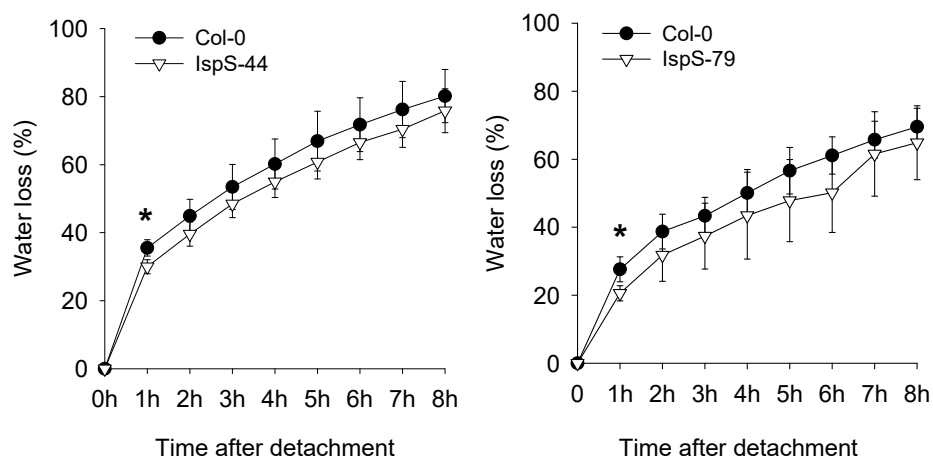 100
80
60
40
20
0
Water loss (%)
Col-0
IspS-44
*
0h 1h 2h 3h 4h 5h 6h 7h 8h
Time after detachment
100
80
60
40
20
0
Water loss (%)
Col-0
IspS-79
*
0 1h 2h 3h 4h 5h 6h 7h 8h
Time after detachment